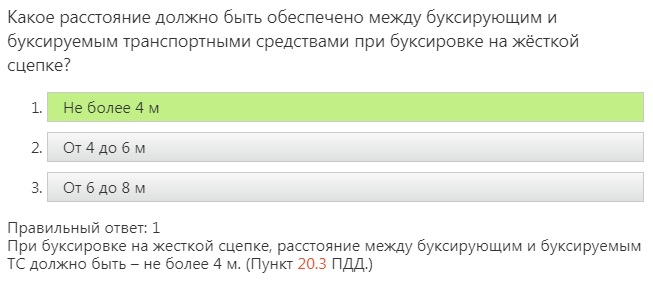 Какое расстояние должно быть обеспечено между буксирующим и
буксируемым транспортными средствами при буксировке на жёсткой
сцепке?
1. Не более 4 м
2. От 4 до 6 м
3. От 6 до 8 м
Правильный ответ: 1
При буксировке на жесткой сцепке, расстояние между буксирующим и буксируемым
ТС должно быть – не более 4 м. (Пункт 20.3 ПДД.)